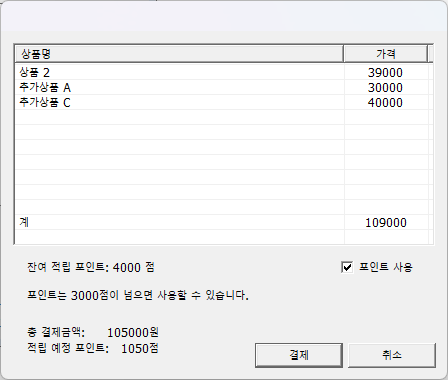 상품명 가격
상품 2 39000
추가상품 A 30000
추가상품 C 40000
계 109000
잔여 적립 포인트: 4000 점 포인트 사용
포인트는 3000점이 넘으면 사용할 수 있습니다.
총 결제금액: 105000원
적립 예정 포인트: 1050점
결제 취소